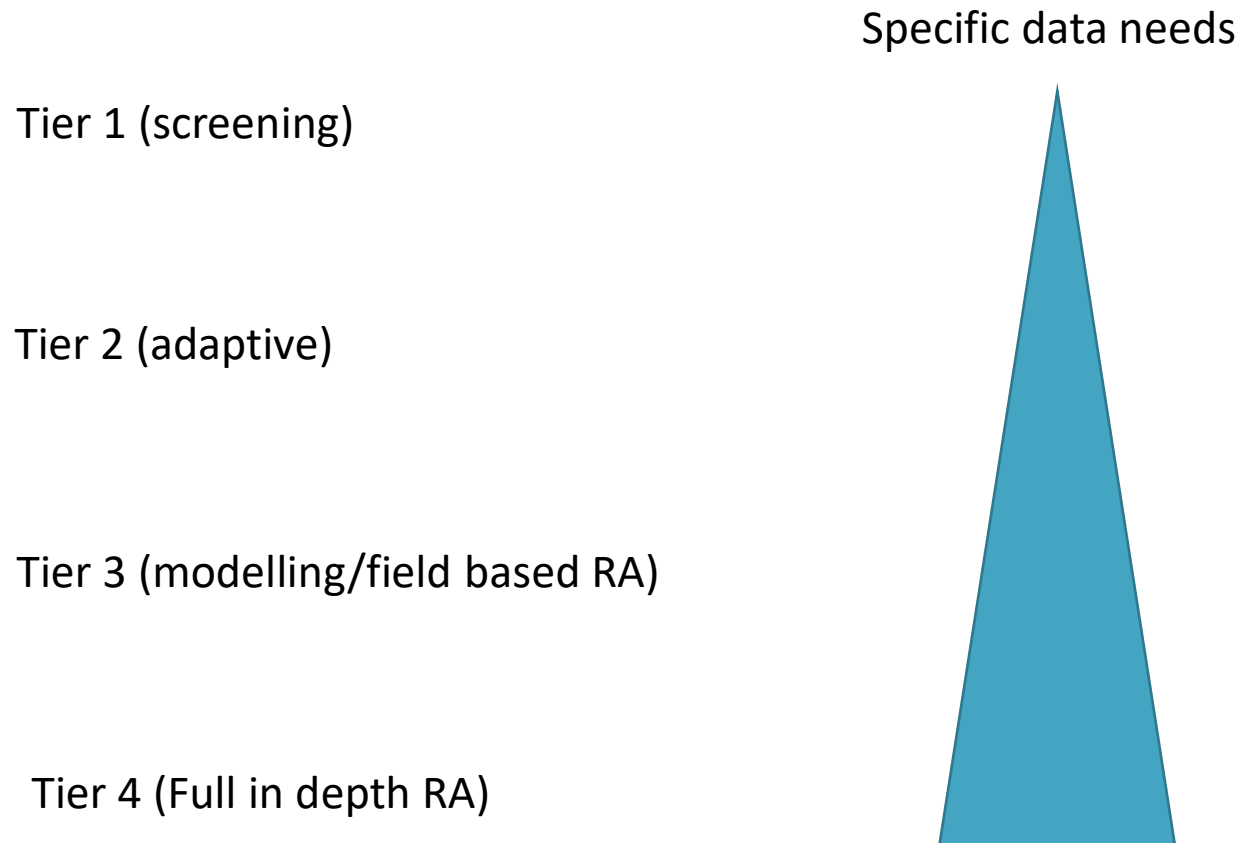 Specific data needs
Tier 1 (screening)
Tier 2 (adaptive)
Tier 3 (modelling/field based RA)
Tier 4 (Full in depth RA)